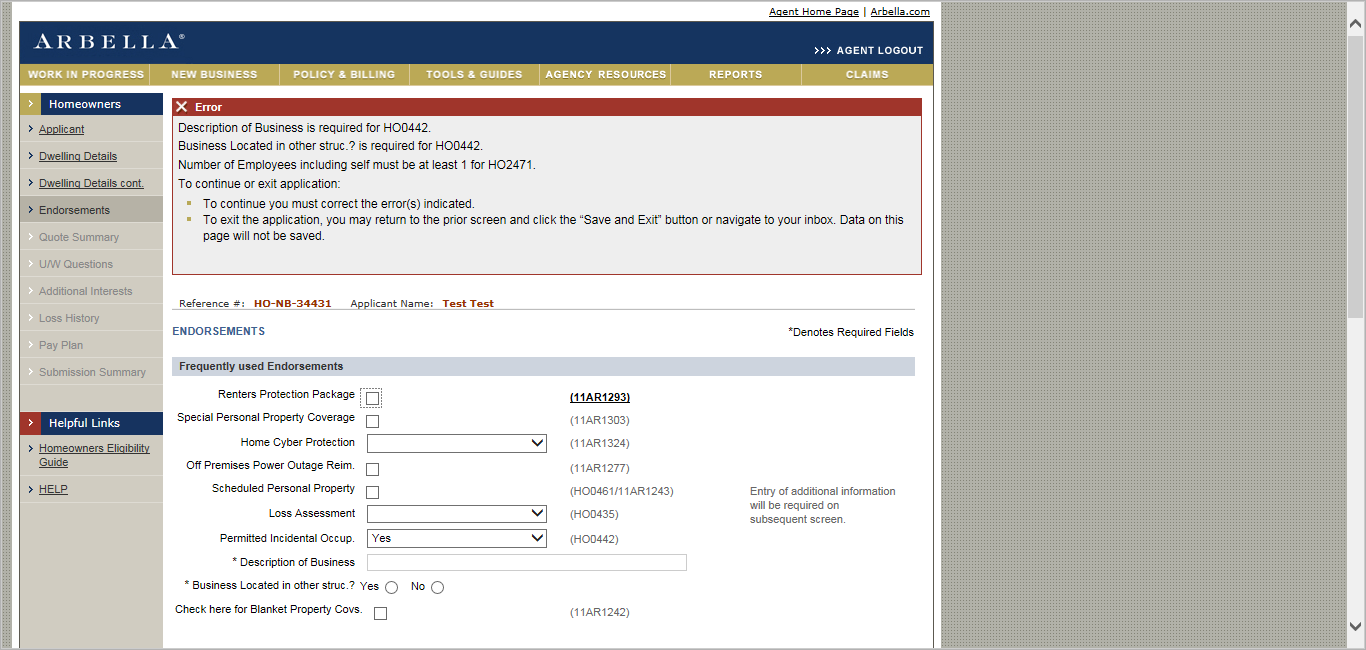 Agent Home Page | Arbella.com
ARBELLA®
>>> AGENT LOGOUT
WORK IN PROGRESS NEW BUSINESS POLICY & BILLING TOOLS & GUIDES AGENCY RESOURCES REPORTS CLAIMS
Homeowners
Applicant
Dwelling Details
Dwelling Details cont.
Endorsements
Quote Summary
U/W Questions
Additional Interests
Loss History
Pay Plan
Submission Summary
Helpful Links
Homeowners Eligibility
Guide
HELP
Error
Description of Business is required for HO0442.
Business Located in other struc.? is required for HO0442.
Number of Employees including self must be at least 1 for HO2471.
To continue or exit application:
To continue you must correct the error(s) indicated.
To exit the application, you may return to the prior screen and click the “Save and Exit” button or navigate to your inbox. Data on this
page will not be saved.
Reference #: HO-NB-34431 Applicant Name: Test Test
ENDORSEMENTS
*Denotes Required Fields
Frequently used Endorsements
Renters Protection Package (11AR1293)
Special Personal Property Coverage (11AR1303)
Home Cyber Protection (11AR1324)
Off Premises Power Outage Reim. (11AR1277)
Scheduled Personal Property (HO0461/11AR1243)
Entry of additional information
will be required on
subsequent screen.
Loss Assessment (HO0435)
Permitted Incidental Occup. Yes (HO0442)
* Description of Business
* Business Located in other struc.? Yes No
Check here for Blanket Property Covs. (11AR1242)